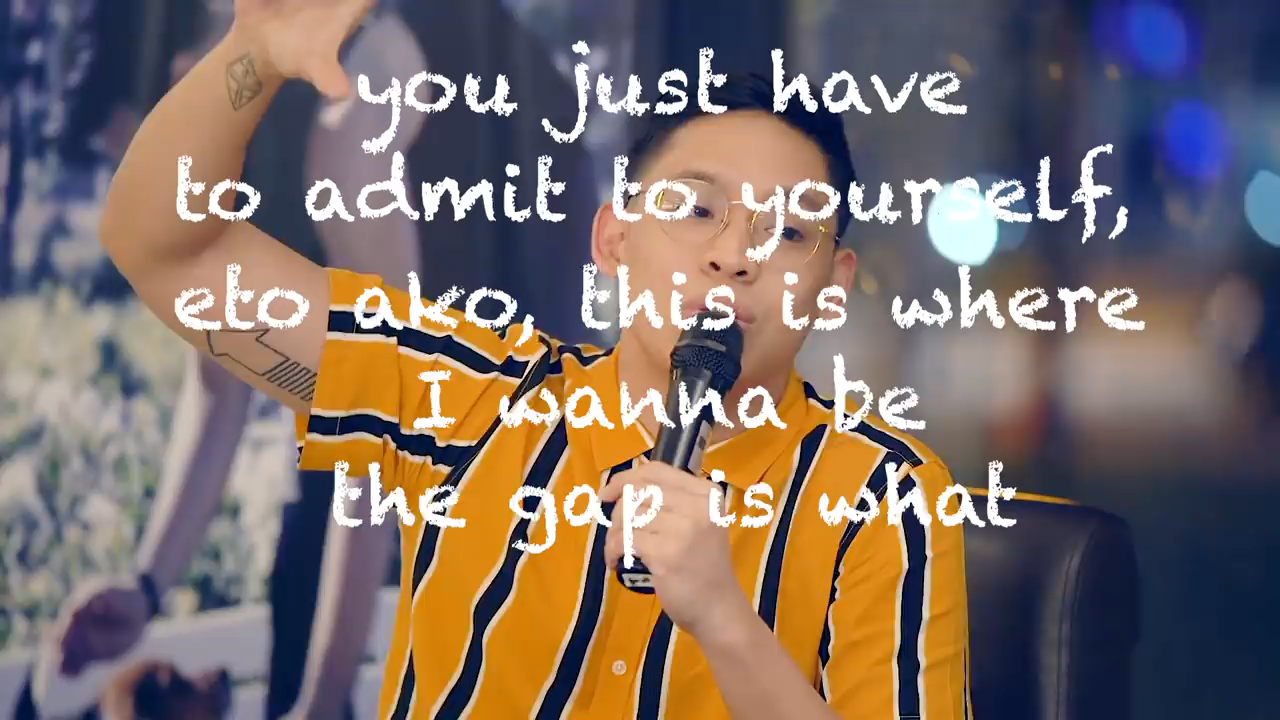 you just have
to admit to yourself,
eto ako, this is where
I wanna be
the gap is what